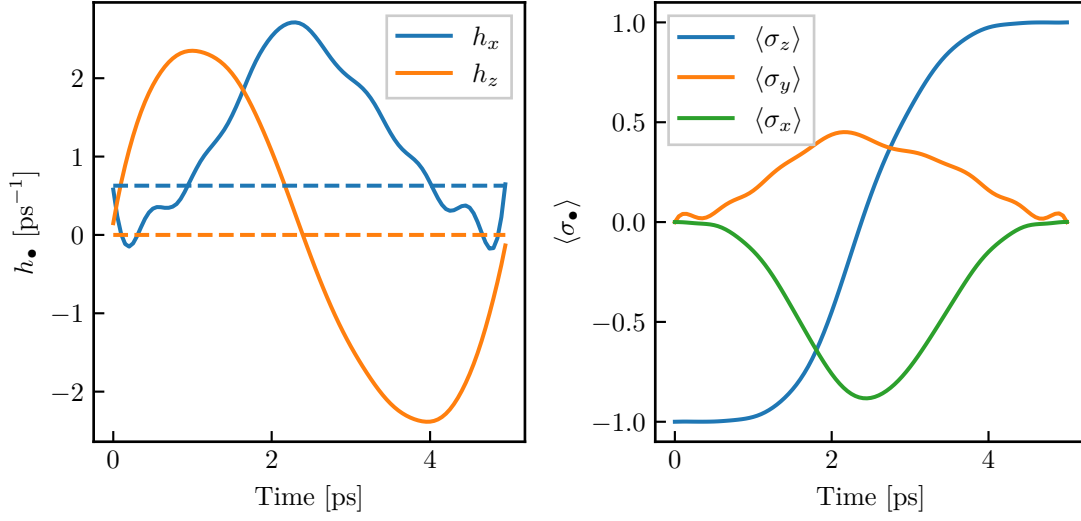 h_x
h_z
2
1
0
−1
−2
h_● [ps⁻¹]
0
2
4
Time [ps]
⟨σ_z⟩
⟨σ_y⟩
⟨σ_x⟩
1.0
0.5
0.0
−0.5
−1.0
⟨σ_●⟩
0
2
4
Time [ps]